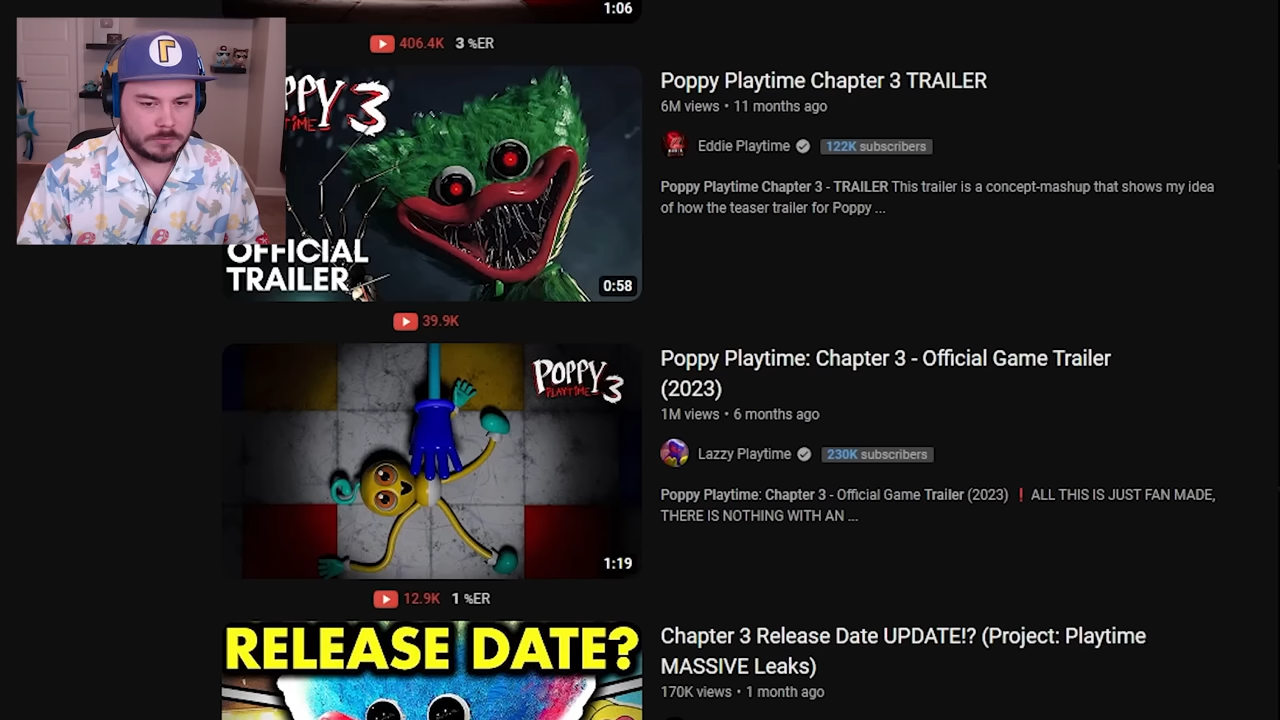 1:06
406.4K 3 %ER
3
OFFICIAL
TRAILER
0:58
Poppy Playtime Chapter 3 TRAILER
6M views • 11 months ago
Eddie Playtime
122K subscribers
Poppy Playtime Chapter 3 - TRAILER This trailer is a concept-mashup that shows my idea
of how the teaser trailer for Poppy ...
39.9K
POPPY
PLAYTIME 3
1:19
Poppy Playtime: Chapter 3 - Official Game Trailer
(2023)
1M views • 6 months ago
Lazzy Playtime
230K subscribers
Poppy Playtime: Chapter 3 - Official Game Trailer (2023) ❗ ALL THIS IS JUST FAN MADE,
THERE IS NOTHING WITH AN ...
12.9K 1 %ER
RELEASE DATE?
Chapter 3 Release Date UPDATE!? (Project: Playtime
MASSIVE Leaks)
170K views • 1 month ago